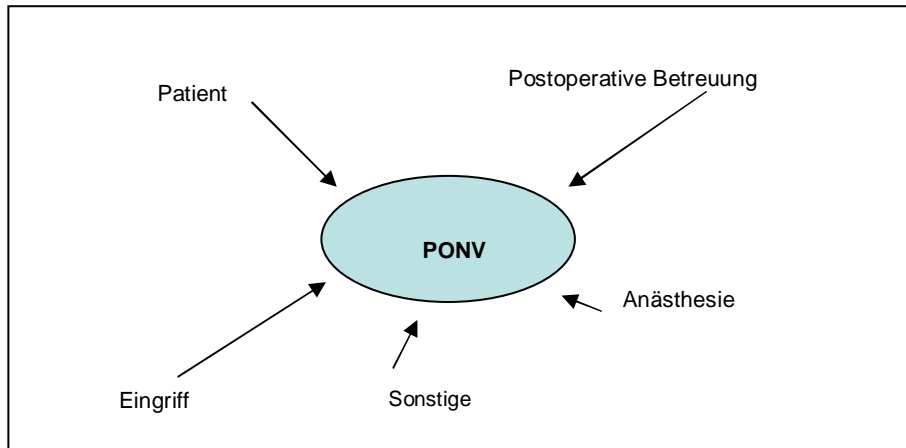 Postoperative Betreuung
Patient
PONV
Anästhesie
Eingriff
Sonstige